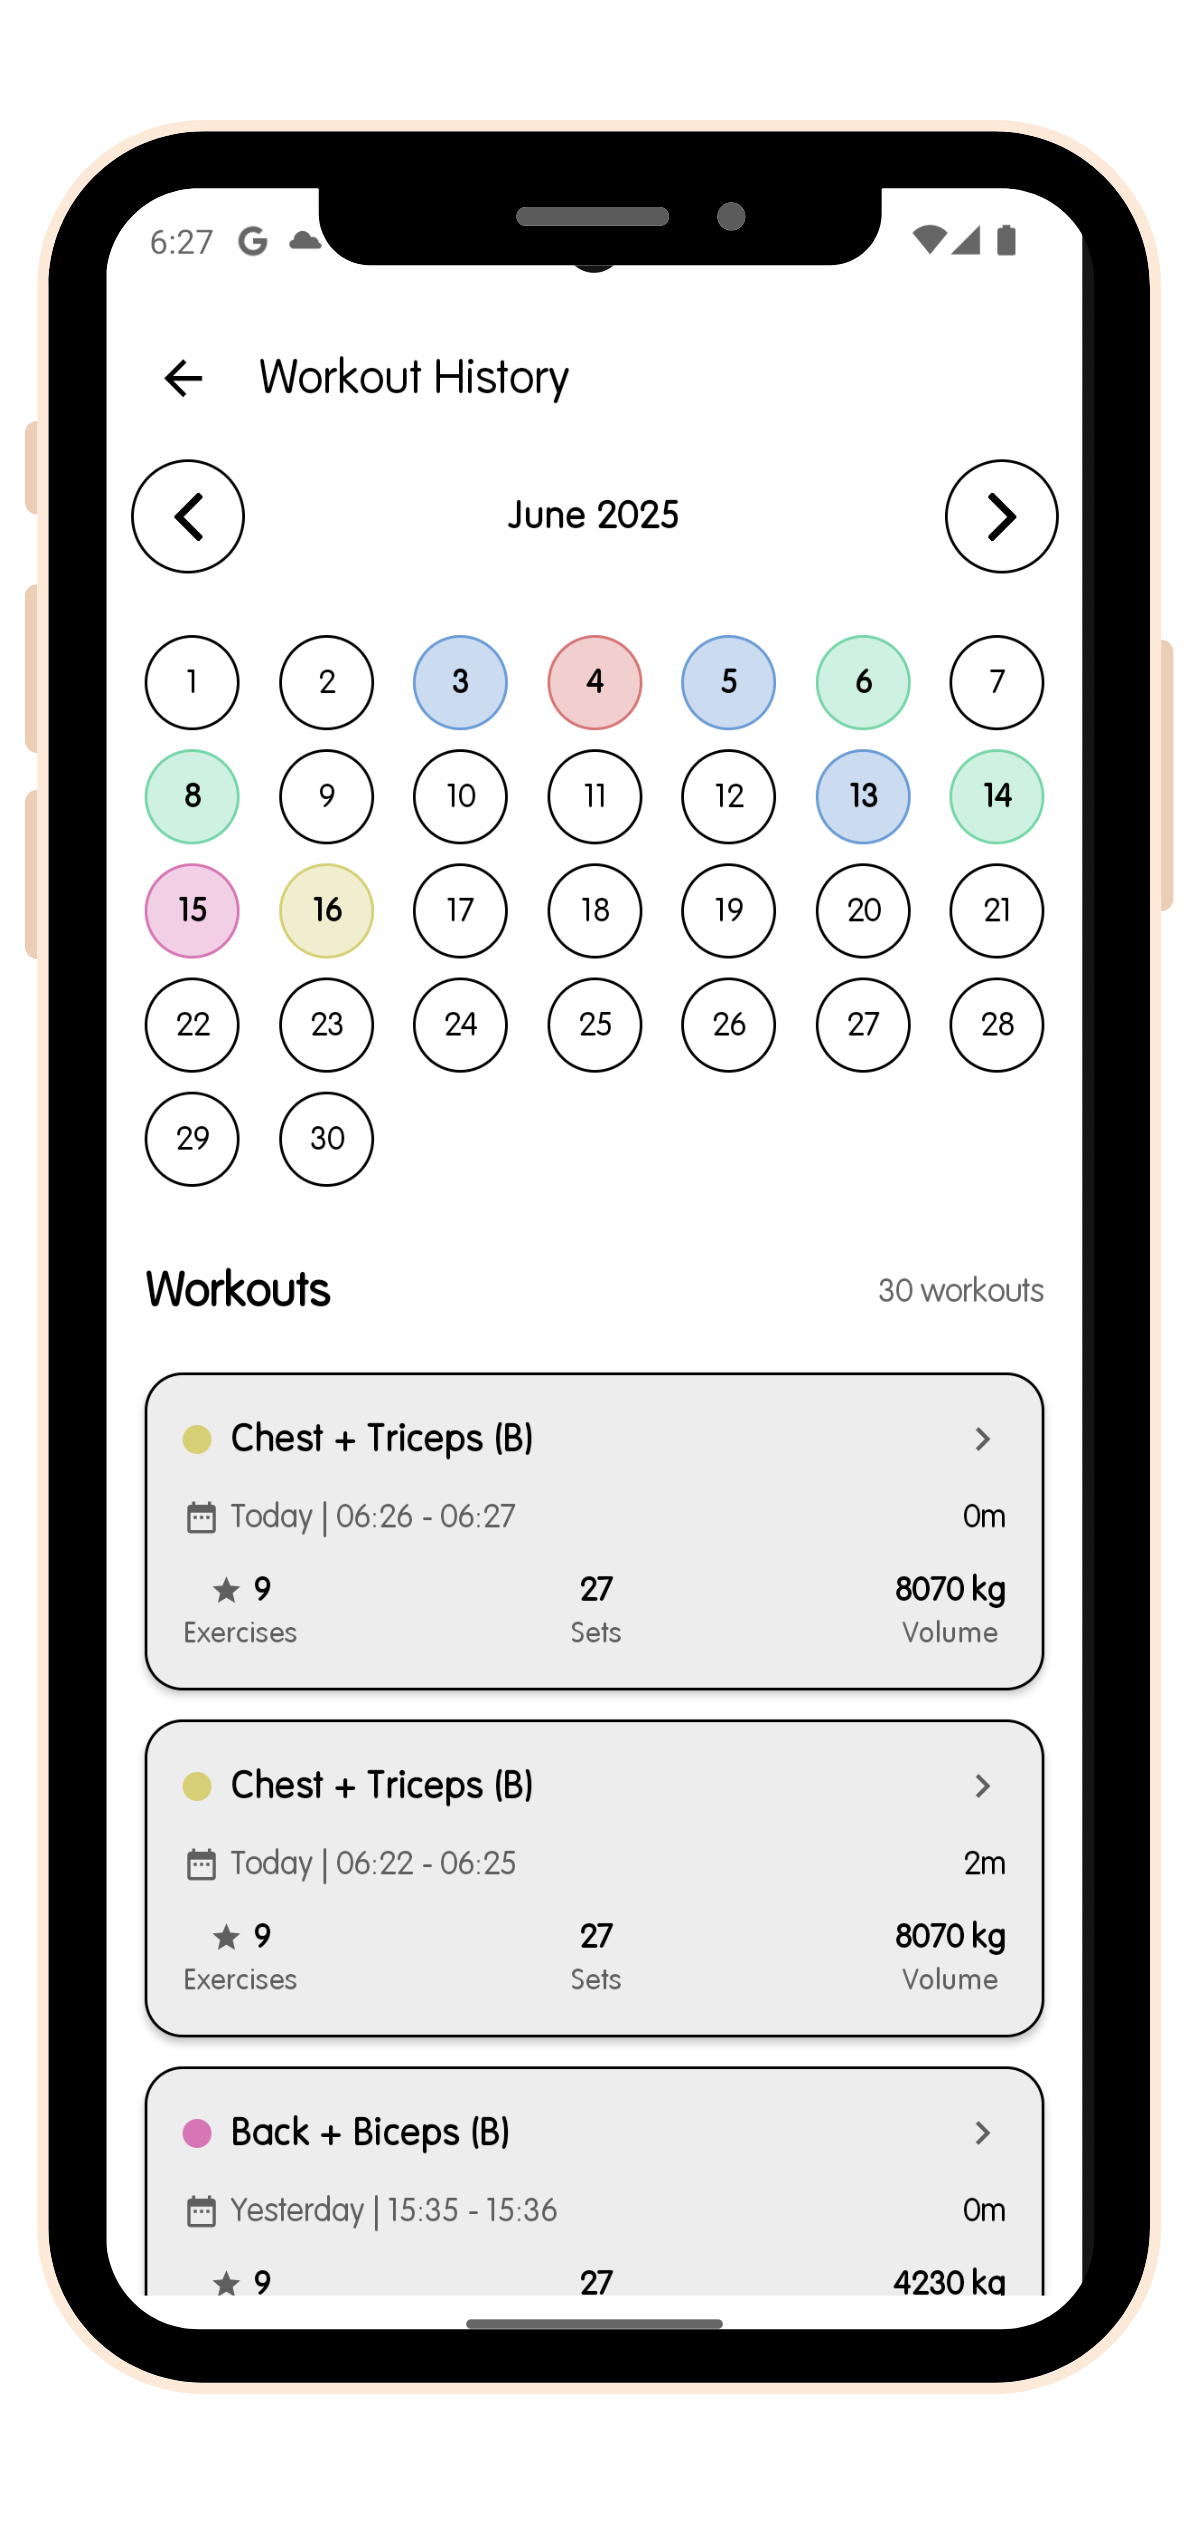 6:27
Workout History
June 2025
1 2 3 4 5 6 7
8 9 10 11 12 13 14
15 16 17 18 19 20 21
22 23 24 25 26 27 28
29 30
Workouts 30 workouts
Chest + Triceps (B)
Today | 06:26 - 06:27 0m
9 27 8070 kg
Exercises Sets Volume
Chest + Triceps (B)
Today | 06:22 - 06:25 2m
9 27 8070 kg
Exercises Sets Volume
Back + Biceps (B)
Yesterday | 15:35 - 15:36 0m
9 27 4230 kg